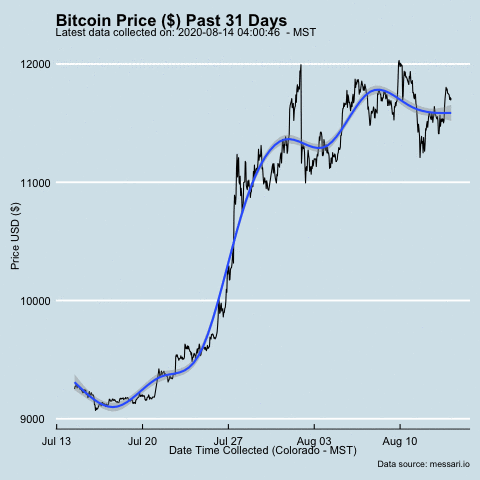 Bitcoin Price ($) Past 31 Days
Latest data collected on: 2020-08-14 04:00:46 - MST
12000
11000
10000
9000
Price USD ($)
Jul 13 Jul 20 Jul 27 Aug 03 Aug 10
Date Time Collected (Colorado - MST)
Data source: messari.io